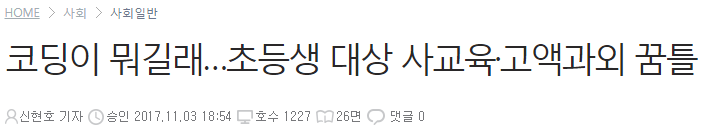 HOME > 사회 > 사회일반
코딩이 뭐길래…초등생 대상 사교육·고액과외 꿈틀
신현호 기자 승인 2017.11.03 18:54 호수 1227 26면 댓글 0